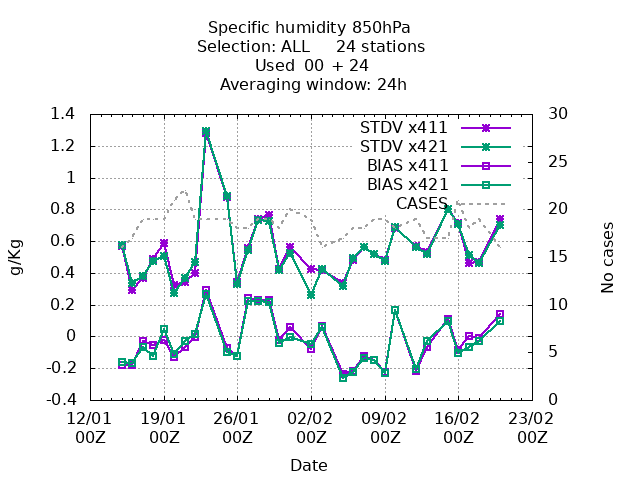 Specific humidity 850hPa
Selection: ALL 24 stations
Used 00 + 24
Averaging window: 24h
1.4
1.2
1
0.8
0.6
0.4
0.2
0
-0.2
-0.4
g/Kg
30
25
20
15
10
5
0
No cases
STDV x411
STDV x421
BIAS x411
BIAS x421
CASES
12/01 19/01 26/01 02/02 09/02 16/02 23/02
00Z 00Z 00Z 00Z 00Z 00Z 00Z
Date